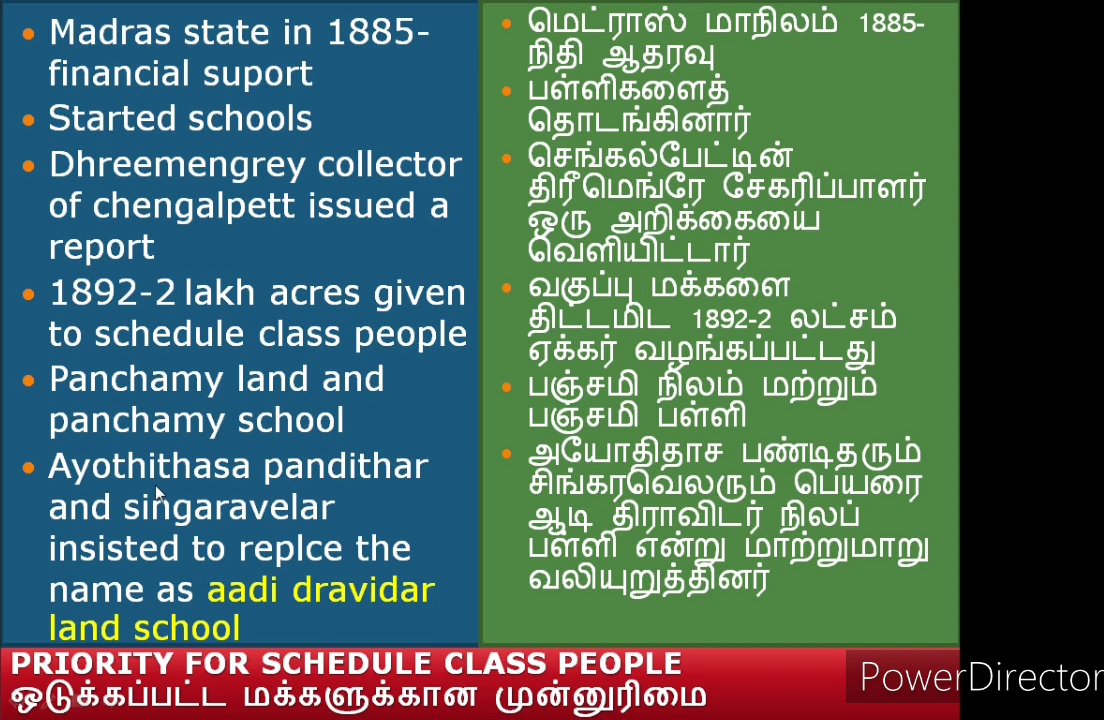 Madras state in 1885-
financial suport
Started schools
Dhreemengrey collector
of chengalpett issued a
report
1892-2 lakh acres given
to schedule class people
Panchamy land and
panchamy school
Ayothithasa pandithar
and singaravelar
insisted to replce the
name as aadi dravidar
land school
மெட்ராஸ் மாநிலம் 1885-
நிதி ஆதரவு
பள்ளிகளைத்
தொடங்கினார்
செங்கல்பேட்டின்
திரீமெங்ரே சேகரிப்பாளர்
ஒரு அறிக்கையை
வெளியிட்டார்
வகுப்பு மக்களை
திட்டமிட 1892-2 லட்சம்
ஏக்கர் வழங்கப்பட்டது
பஞ்சமி நிலம் மற்றும்
பஞ்சமி பள்ளி
அயோதிதாச பண்டிதரும்
சிங்கரவெலரும் பெயரை
ஆடி திராவிடர் நிலப்
பள்ளி என்று மாற்றுமாறு
வலியுறுத்தினர்
PRIORITY FOR SCHEDULE CLASS PEOPLE
ஒடுக்கப்பட்ட மக்களுக்கான முன்னுரிமை
PowerDirector